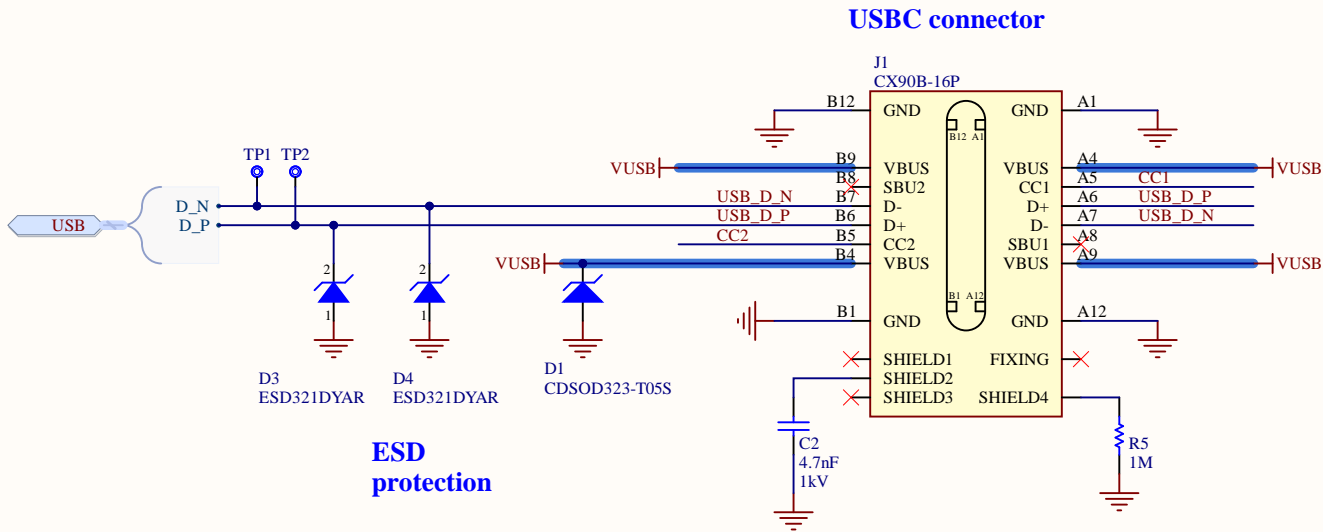 USBC connector
J1
CX90B-16P
B12 GND GND A1
B12 A1
VUSB B9 VBUS VBUS A4 VUSB
B8 SBU2 CC1 A5 CC1
TP1 TP2
USB_D_N B7 D- D+ A6 USB_D_P
D_N
USB_D_P B6 D+ D- A7 USB_D_N
USB D_P
CC2 B5 CC2 SBU1 A8
VUSB B4 VBUS VBUS A9 VUSB
2 2
B1 A12
1 1
B1 GND GND A12
SHIELD1 FIXING
SHIELD2
SHIELD3 SHIELD4
D3
ESD321DYAR
D4
ESD321DYAR
D1
CDSOD323-T05S
C2
4.7nF
1kV
R5
1M
ESD
protection